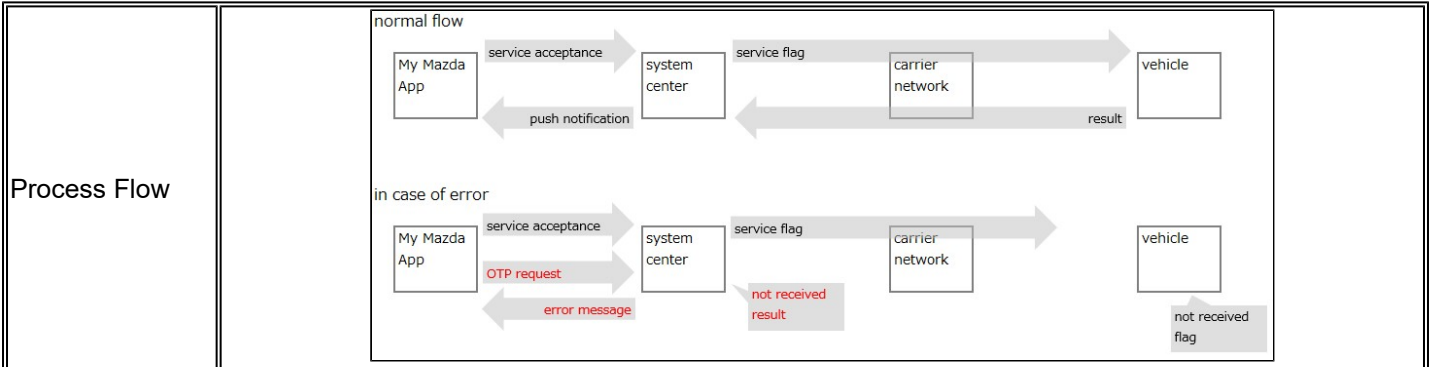 Process Flow
normal flow
service acceptance
service flag
My Mazda
App
system
center
carrier
network
vehicle
push notification
result
in case of error
service acceptance
service flag
My Mazda
App
system
center
carrier
network
vehicle
OTP request
error message
not received
result
not received
flag